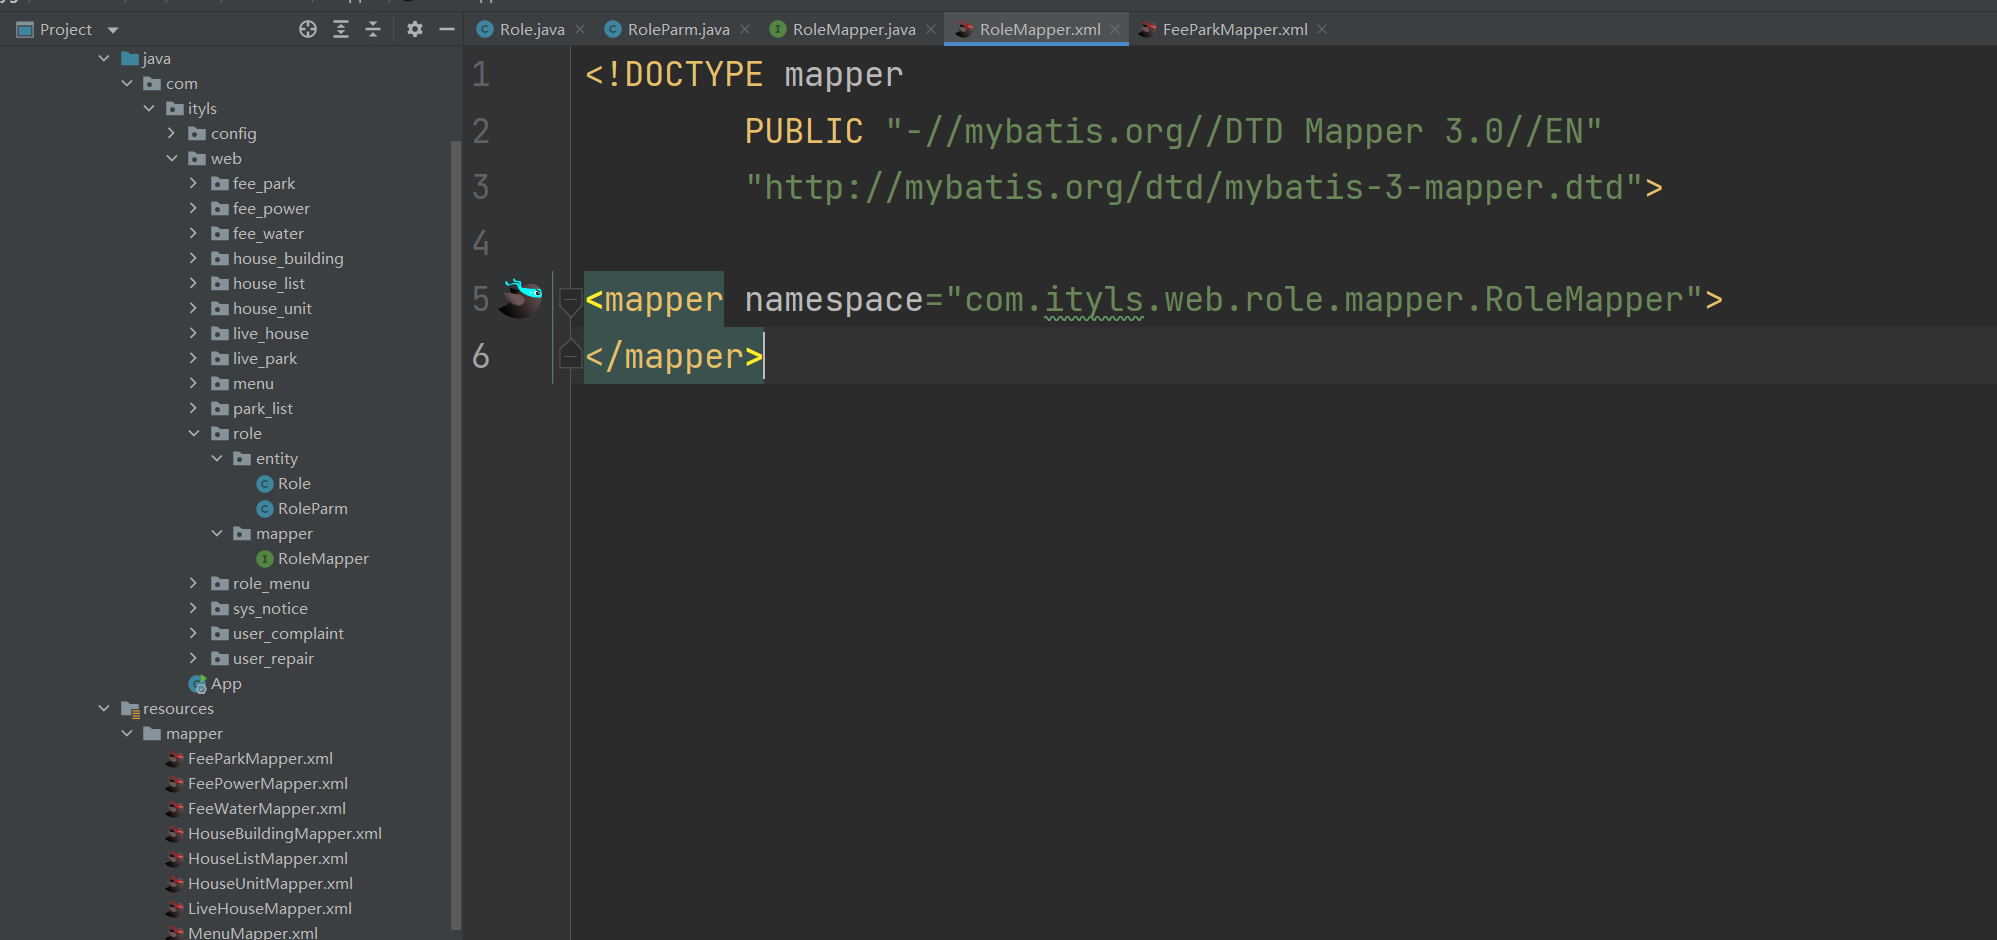 Project
Role.java
RoleParm.java
RoleMapper.java
RoleMapper.xml
FeeParkMapper.xml
java
com
ityls
config
web
fee_park
fee_power
fee_water
house_building
house_list
house_unit
live_house
live_park
menu
park_list
role
entity
Role
RoleParm
mapper
RoleMapper
role_menu
sys_notice
user_complaint
user_repair
App
resources
mapper
FeeParkMapper.xml
FeePowerMapper.xml
FeeWaterMapper.xml
HouseBuildingMapper.xml
HouseListMapper.xml
HouseUnitMapper.xml
LiveHouseMapper.xml
MenuMapper.xml
1 <!DOCTYPE mapper
2 PUBLIC "-//mybatis.org//DTD Mapper 3.0//EN"
3 "http://mybatis.org/dtd/mybatis-3-mapper.dtd">
4
5 <mapper namespace="com.ityls.web.role.mapper.RoleMapper">
6 </mapper>